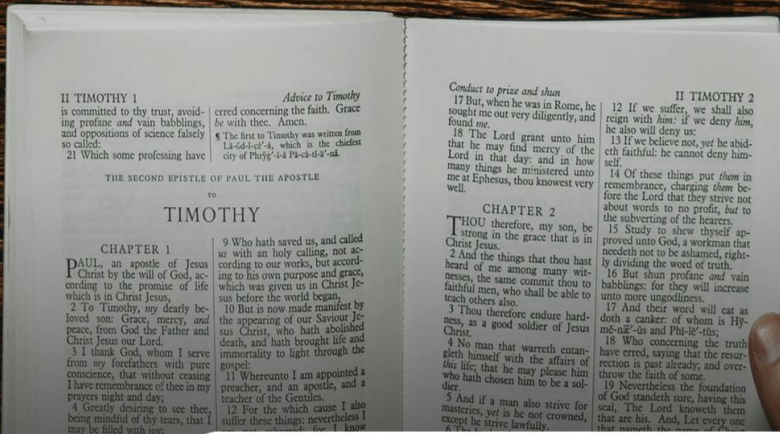 II TIMOTHY 1
Advice to Timothy
is committed to thy trust, avoid-
ing profane and vain babblings,
and oppositions of science falsely
so called:
21 Which some professing have
erred concerning the faith. Grace
be with thee. Amen.
¶ The first to Timothy was written from
Lā-ŏd-ĭ-çē'-ȧ, which is the chiefest
city of Phrȳġ'-ĭ-ȧ Pȧ-cȧ-tĭ-ā'-nȧ.
THE SECOND EPISTLE OF PAUL THE APOSTLE
TO
TIMOTHY
CHAPTER 1
PAUL, an apostle of Jesus
Christ by the will of God, ac-
cording to the promise of life
which is in Christ Jesus,
2 To Timothy, my dearly be-
loved son: Grace, mercy, and
peace, from God the Father and
Christ Jesus our Lord.
3 I thank God, whom I serve
from my forefathers with pure
conscience, that without ceasing
I have remembrance of thee in my
prayers night and day;
4 Greatly desiring to see thee,
being mindful of thy tears, that I
may be filled with joy;
9 Who hath saved us, and called
us with an holy calling, not ac-
cording to our works, but accord-
ing to his own purpose and grace,
which was given us in Christ Je-
sus before the world began,
10 But is now made manifest by
the appearing of our Saviour Je-
sus Christ, who hath abolished
death, and hath brought life and
immortality to light through the
gospel:
11 Whereunto I am appointed a
preacher, and an apostle, and a
teacher of the Gentiles.
12 For the which cause I also
suffer these things: nevertheless I
am not ashamed: for I know
Conduct to prize and shun
II TIMOTHY 2
17 But, when he was in Rome, he
sought me out very diligently, and
found me.
18 The Lord grant unto him
that he may find mercy of the
Lord in that day: and in how
many things he ministered unto
me at Ephesus, thou knowest very
well.
CHAPTER 2
THOU therefore, my son, be
strong in the grace that is in
Christ Jesus.
2 And the things that thou hast
heard of me among many wit-
nesses, the same commit thou to
faithful men, who shall be able to
teach others also.
3 Thou therefore endure hard-
ness, as a good soldier of Jesus
Christ.
4 No man that warreth entan-
gleth himself with the affairs of
this life; that he may please him
who hath chosen him to be a sol-
dier.
5 And if a man also strive for
masteries, yet is he not crowned,
except he strive lawfully.
12 If we suffer, we shall also
reign with him: if we deny him,
he also will deny us:
13 If we believe not, yet he abid-
eth faithful: he cannot deny him-
self.
14 Of these things put them in
remembrance, charging them be-
fore the Lord that they strive not
about words to no profit, but to
the subverting of the hearers.
15 Study to shew thyself ap-
proved unto God, a workman that
needeth not to be ashamed, right-
ly dividing the word of truth.
16 But shun profane and vain
babblings: for they will increase
unto more ungodliness.
17 And their word will eat as
doth a canker: of whom is Hȳ-
mĕ-næ'-ŭs and Phī-lē'-tŭs;
18 Who concerning the truth
have erred, saying that the resur-
rection is past already; and over-
throw the faith of some.
19 Nevertheless the foundation
of God standeth sure, having this
seal, The Lord knoweth them
that are his. And, Let every one
that nameth the name of Christ